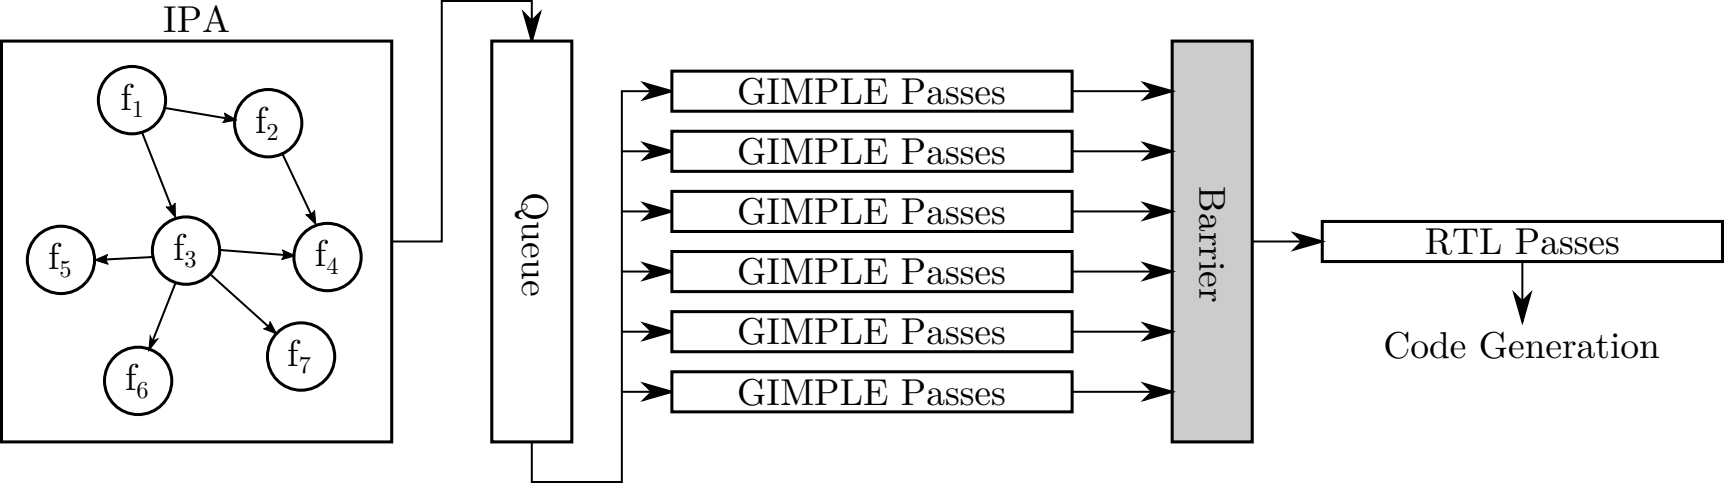 IPA
f1
f2
f3
f4
f5
f6
f7
Queue
GIMPLE Passes
GIMPLE Passes
GIMPLE Passes
GIMPLE Passes
GIMPLE Passes
GIMPLE Passes
Barrier
RTL Passes
Code Generation